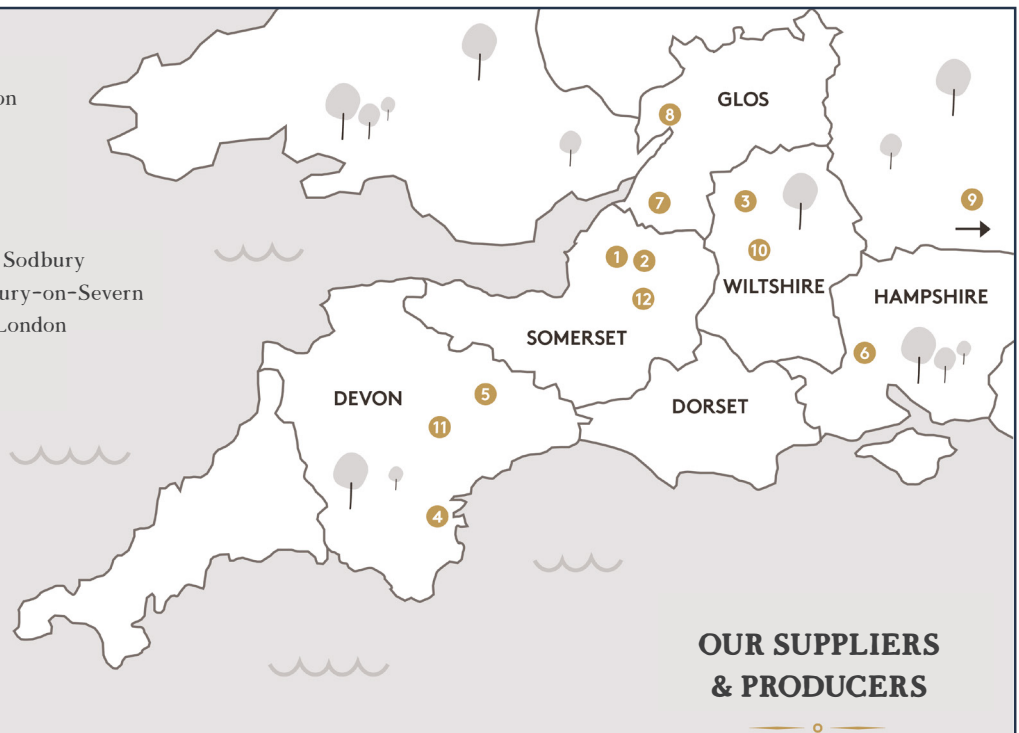 on
Sodbury
ury-on-Severn
London
GLOS
8
7
3
9
10
1
2
12
WILTSHIRE
HAMPSHIRE
SOMERSET
6
DEVON
5
DORSET
11
4
OUR SUPPLIERS
& PRODUCERS